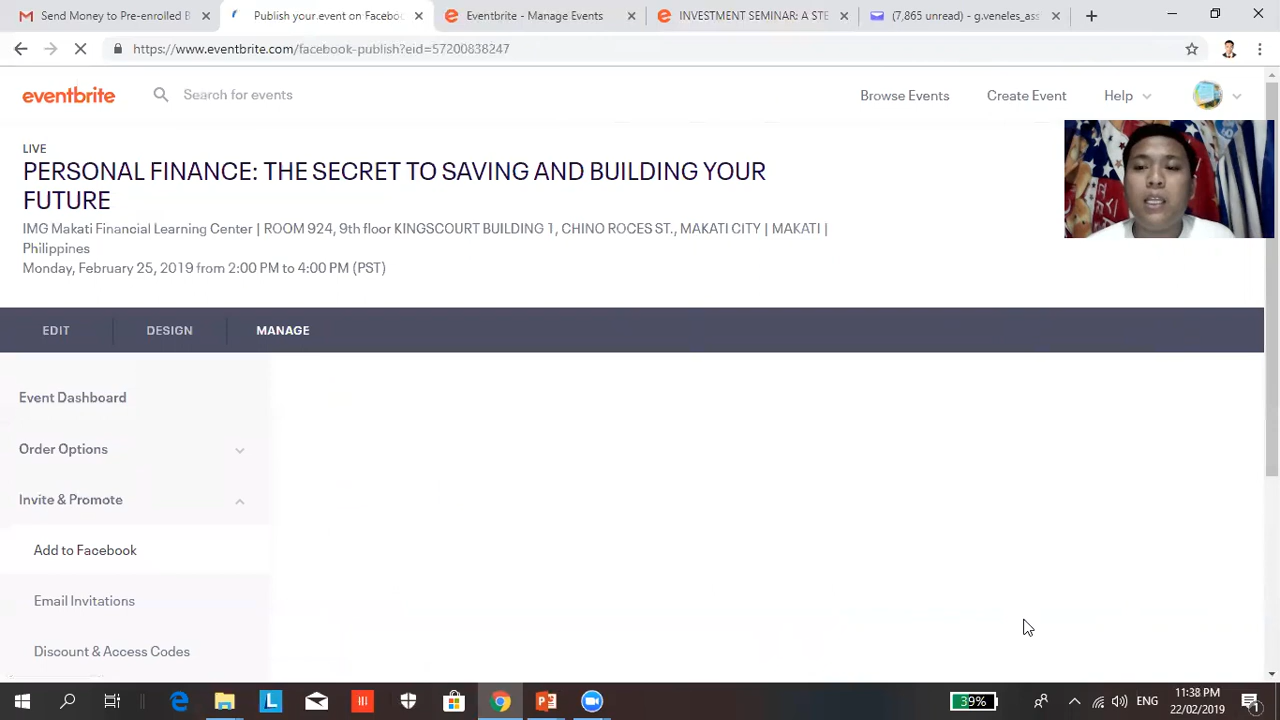 Send Money to Pre-enrolled B
Publish your event on Faceboo
Eventbrite - Manage Events
INVESTMENT SEMINAR: A STE
(7,865 unread) - g.veneles_ass
https://www.eventbrite.com/facebook-publish?eid=57200838247
eventbrite
Search for events
Browse Events
Create Event
Help
LIVE
PERSONAL FINANCE: THE SECRET TO SAVING AND BUILDING YOUR
FUTURE
IMG Makati Financial Learning Center | ROOM 924, 9th floor KINGSCOURT BUILDING 1, CHINO ROCES ST., MAKATI CITY | MAKATI |
Philippines
Monday, February 25, 2019 from 2:00 PM to 4:00 PM (PST)
EDIT
DESIGN
MANAGE
Event Dashboard
Order Options
Invite & Promote
Add to Facebook
Email Invitations
Discount & Access Codes
39%
ENG
11:38 PM
22/02/2019